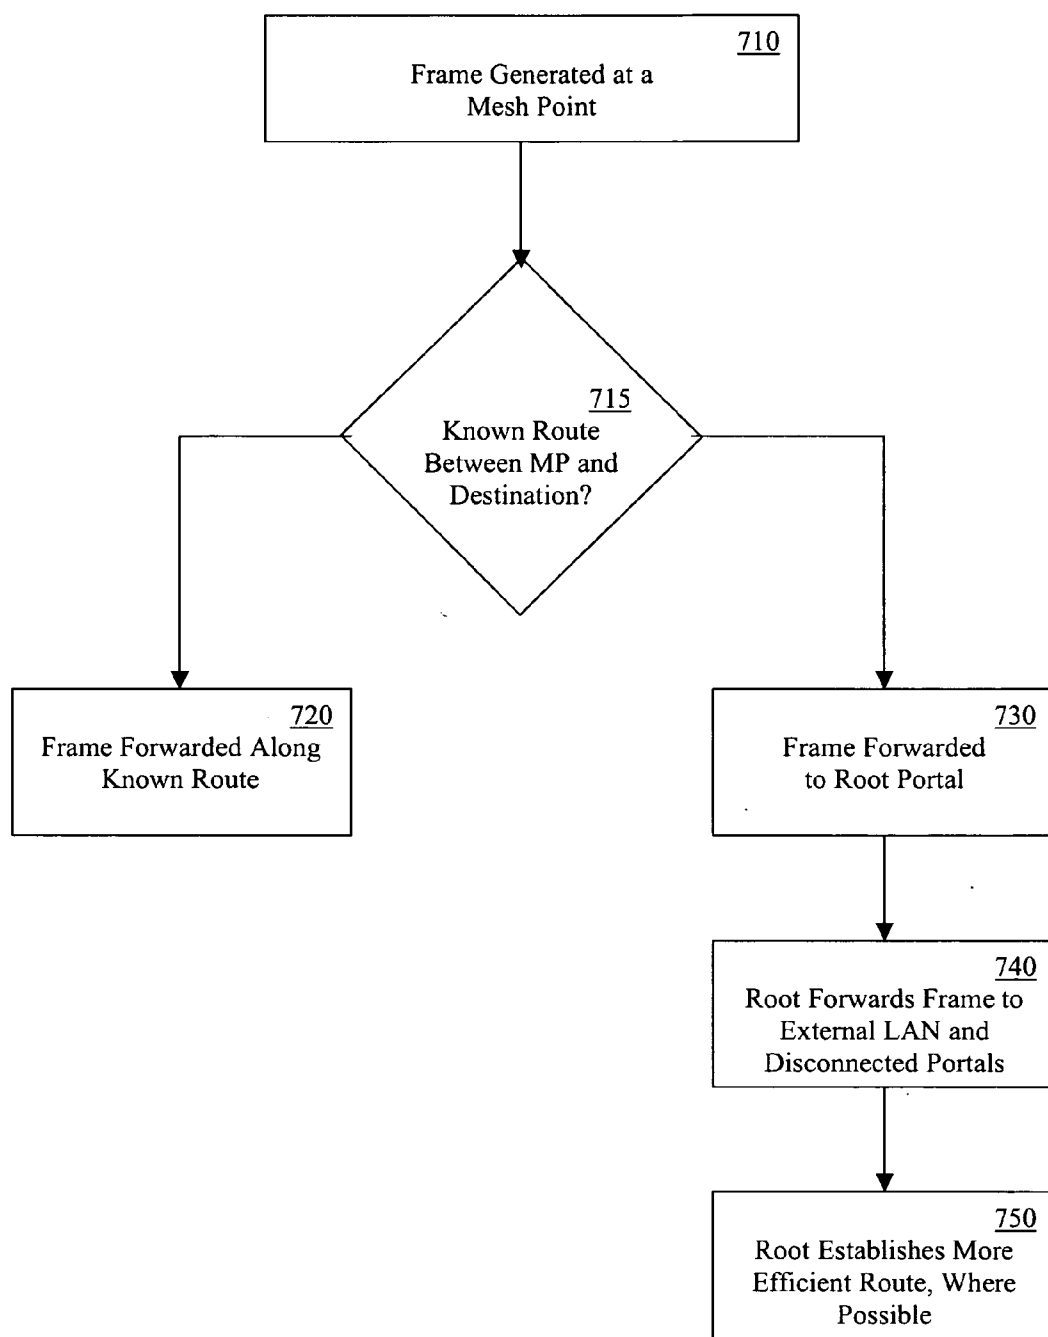 710
Frame Generated at a
Mesh Point
715
Known Route
Between MP and
Destination?
720
Frame Forwarded Along
Known Route
730
Frame Forwarded
to Root Portal
740
Root Forwards Frame to
External LAN and
Disconnected Portals
750
Root Establishes More
Efficient Route, Where
Possible